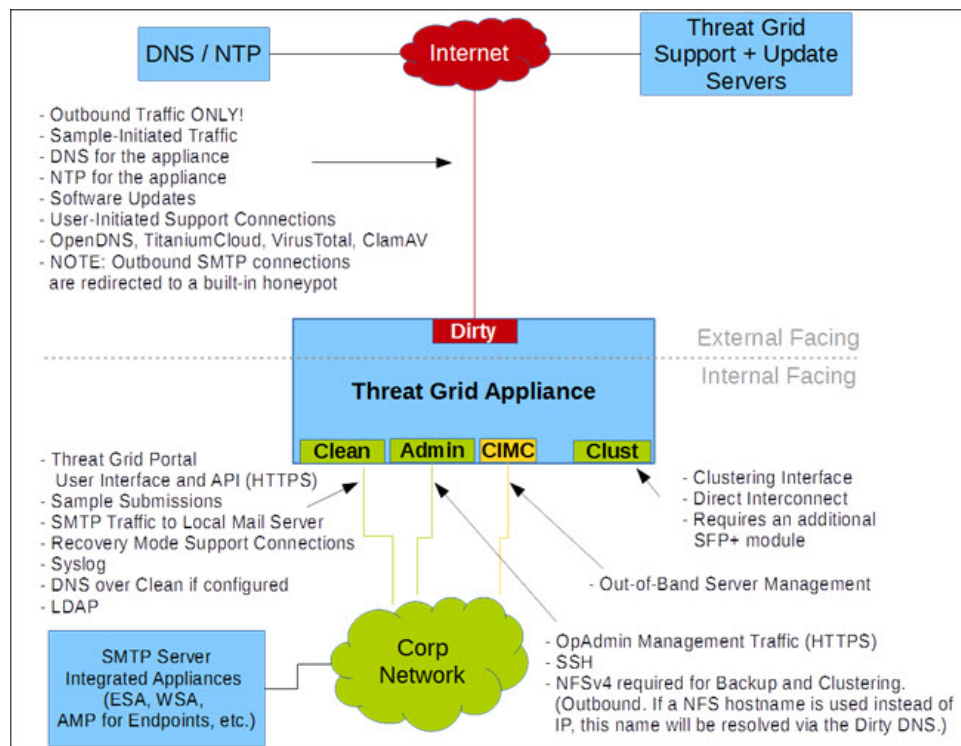 DNS / NTP
Internet
Threat Grid
Support + Update
Servers
- Outbound Traffic ONLY!
- Sample-Initiated Traffic
- DNS for the appliance
- NTP for the appliance
- Software Updates
- User-Initiated Support Connections
- OpenDNS, TitaniumCloud, VirusTotal, ClamAV
- NOTE: Outbound SMTP connections
are redirected to a built-in honeypot
Dirty
External Facing
Internal Facing
Threat Grid Appliance
Clean
Admin
CIMC
Clust
- Threat Grid Portal
User Interface and API (HTTPS)
- Sample Submissions
- SMTP Traffic to Local Mail Server
- Recovery Mode Support Connections
- Syslog
- DNS over Clean if configured
- LDAP
- Clustering Interface
- Direct Interconnect
- Requires an additional
SFP+ module
- Out-of-Band Server Management
Corp
Network
SMTP Server
Integrated Appliances
(ESA, WSA,
AMP for Endpoints, etc.)
- OpAdmin Management Traffic (HTTPS)
- SSH
- NFSv4 required for Backup and Clustering.
(Outbound. If a NFS hostname is used instead of
IP, this name will be resolved via the Dirty DNS.)